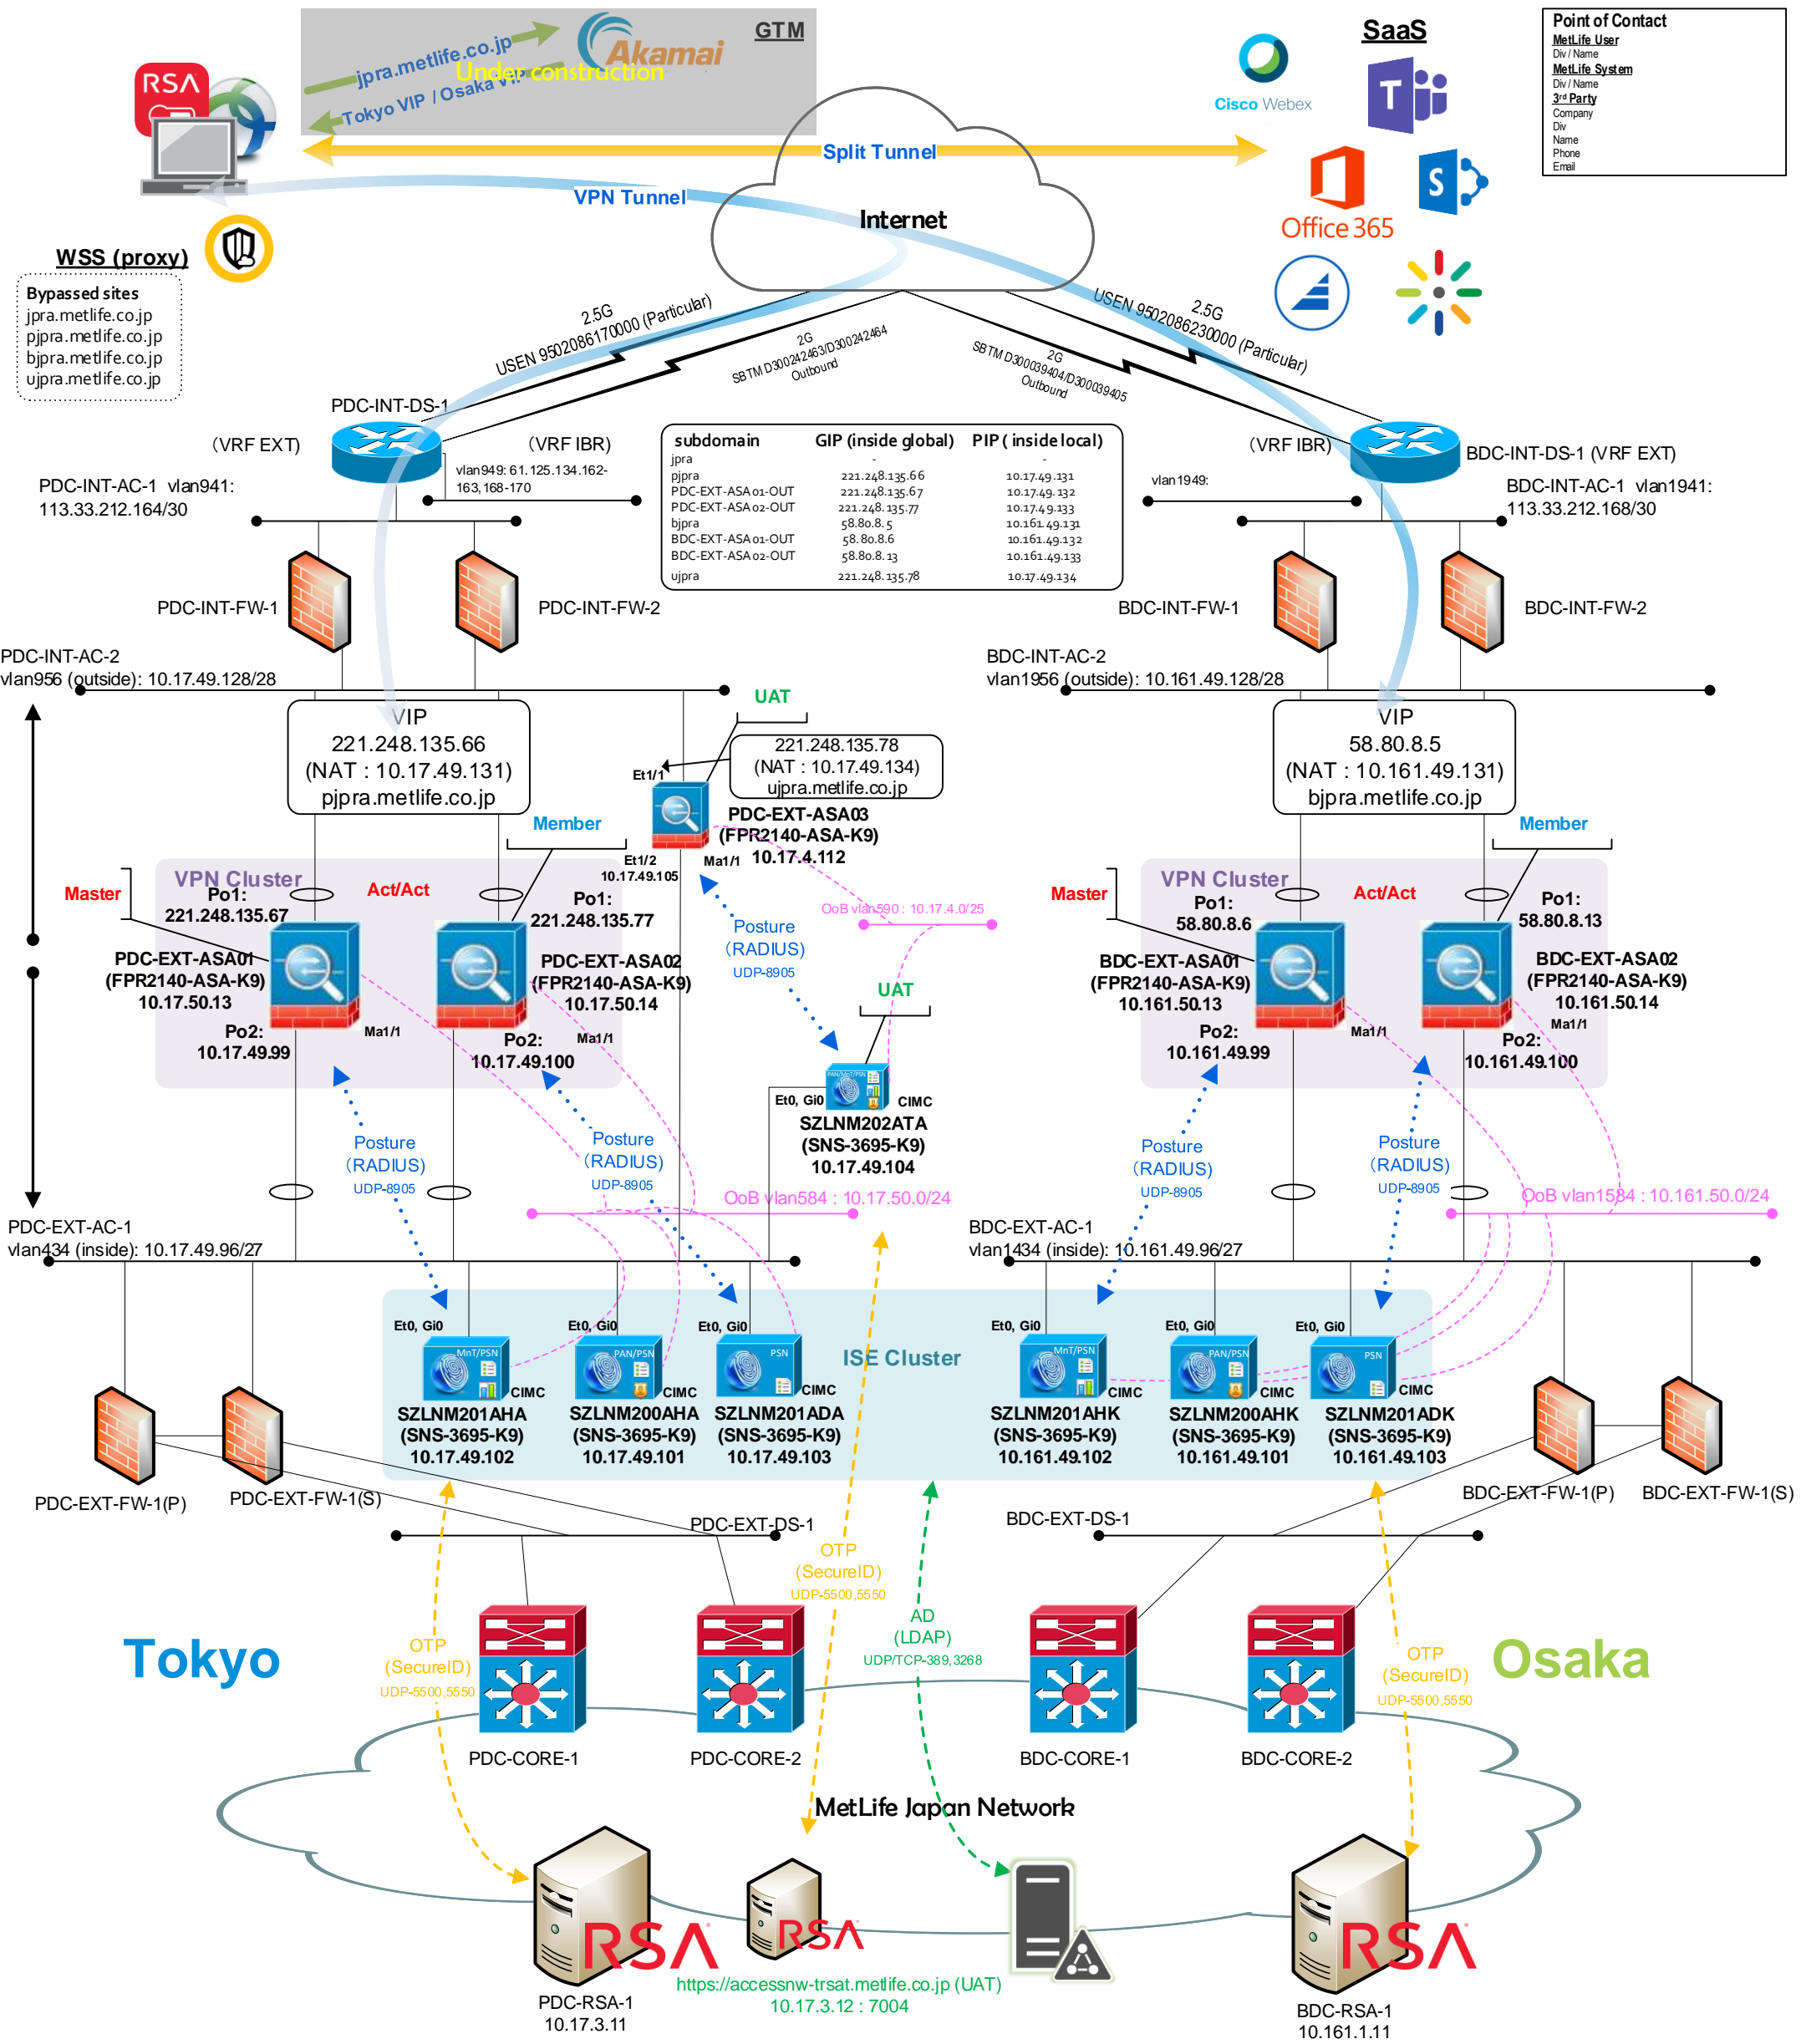 GTM
jpra.metlife.co.jp
Akamai
Under construction
Tokyo VIP / Osaka VIP
RSA
SaaS
Cisco Webex
T
S
Office 365
Point of Contact
MetLife User
Div / Name
MetLife System
Div / Name
3rd Party
Company
Div
Name
Phone
Email
Split Tunnel
VPN Tunnel
Internet
WSS (proxy)
Bypassed sites
jpra.metlife.co.jp
pjpra.metlife.co.jp
bjpra.metlife.co.jp
ujpra.metlife.co.jp
2.5G
USEN 9502086170000 (Particular)
2G
SBTM D300242463/D300242464
Outbound
2.5G
USEN 9502086230000 (Particular)
2G
SBTM D300039404/D300039405
Outbound
PDC-INT-DS-1
(VRF EXT)
(VRF IBR)
vlan949: 61.125.134.162-
163,168-170
PDC-INT-AC-1 vlan941:
113.33.212.164/30
subdomain GIP (inside global) PIP ( inside local)
jpra - -
pjpra 221.248.135.66 10.17.49.131
PDC-EXT-ASA01-OUT 221.248.135.67 10.17.49.132
PDC-EXT-ASA02-OUT 221.248.135.77 10.17.49.133
bjpra 58.80.8.5 10.161.49.131
BDC-EXT-ASA01-OUT 58.80.8.6 10.161.49.132
BDC-EXT-ASA02-OUT 58.80.8.13 10.161.49.133
ujpra 221.248.135.78 10.17.49.134
(VRF IBR)
BDC-INT-DS-1 (VRF EXT)
vlan1949:
BDC-INT-AC-1 vlan1941:
113.33.212.168/30
PDC-INT-FW-1
PDC-INT-FW-2
BDC-INT-FW-1
BDC-INT-FW-2
PDC-INT-AC-2
vlan956 (outside): 10.17.49.128/28
BDC-INT-AC-2
vlan1956 (outside): 10.161.49.128/28
VIP
221.248.135.66
(NAT : 10.17.49.131)
pjpra.metlife.co.jp
UAT
221.248.135.78
(NAT : 10.17.49.134)
ujpra.metlife.co.jp
Et1/1
PDC-EXT-ASA03
(FPR2140-ASA-K9)
10.17.4.112
Et1/2
10.17.49.105
Ma1/1
VIP
58.80.8.5
(NAT : 10.161.49.131)
bjpra.metlife.co.jp
Member
VPN Cluster
Master
Act/Act
Po1:
221.248.135.67
Po1:
221.248.135.77
PDC-EXT-ASA01
(FPR2140-ASA-K9)
10.17.50.13
PDC-EXT-ASA02
(FPR2140-ASA-K9)
10.17.50.14
Po2:
10.17.49.99
Ma1/1
Po2:
10.17.49.100
Ma1/1
OoB vlan590 : 10.17.4.0/25
Posture
(RADIUS)
UDP-8905
UAT
PAN/MnT/PSN
Et0, Gi0
CIMC
SZLNM202ATA
(SNS-3695-K9)
10.17.49.104
Member
VPN Cluster
Master
Act/Act
Po1:
58.80.8.6
Po1:
58.80.8.13
BDC-EXT-ASA01
(FPR2140-ASA-K9)
10.161.50.13
BDC-EXT-ASA02
(FPR2140-ASA-K9)
10.161.50.14
Po2:
10.161.49.99
Ma1/1
Po2:
10.161.49.100
Ma1/1
Posture
(RADIUS)
UDP-8905
Posture
(RADIUS)
UDP-8905
Posture
(RADIUS)
UDP-8905
Posture
(RADIUS)
UDP-8905
OoB vlan584 : 10.17.50.0/24
OoB vlan1584 : 10.161.50.0/24
PDC-EXT-AC-1
vlan434 (inside): 10.17.49.96/27
BDC-EXT-AC-1
vlan1434 (inside): 10.161.49.96/27
Et0, Gi0
Et0, Gi0
Et0, Gi0
Et0, Gi0
Et0, Gi0
Et0, Gi0
MnT/PSN
PAN/PSN
PSN
ISE Cluster
MnT/PSN
PAN/PSN
PSN
CIMC
CIMC
CIMC
CIMC
CIMC
CIMC
SZLNM201AHA
(SNS-3695-K9)
10.17.49.102
SZLNM200AHA
(SNS-3695-K9)
10.17.49.101
SZLNM201ADA
(SNS-3695-K9)
10.17.49.103
SZLNM201AHK
(SNS-3695-K9)
10.161.49.102
SZLNM200AHK
(SNS-3695-K9)
10.161.49.101
SZLNM201ADK
(SNS-3695-K9)
10.161.49.103
PDC-EXT-FW-1(P)
PDC-EXT-FW-1(S)
BDC-EXT-FW-1(P)
BDC-EXT-FW-1(S)
PDC-EXT-DS-1
BDC-EXT-DS-1
OTP
(SecureID)
UDP-5500,5550
AD
(LDAP)
UDP/TCP-389,3268
Tokyo
OTP
(SecureID)
UDP-5500,5550
OTP
(SecureID)
UDP-5500,5550
Osaka
PDC-CORE-1
PDC-CORE-2
BDC-CORE-1
BDC-CORE-2
MetLife Japan Network
RSA
RSA
RSA
https://accessnw-trsat.metlife.co.jp (UAT)
10.17.3.12 : 7004
PDC-RSA-1
10.17.3.11
BDC-RSA-1
10.161.1.11